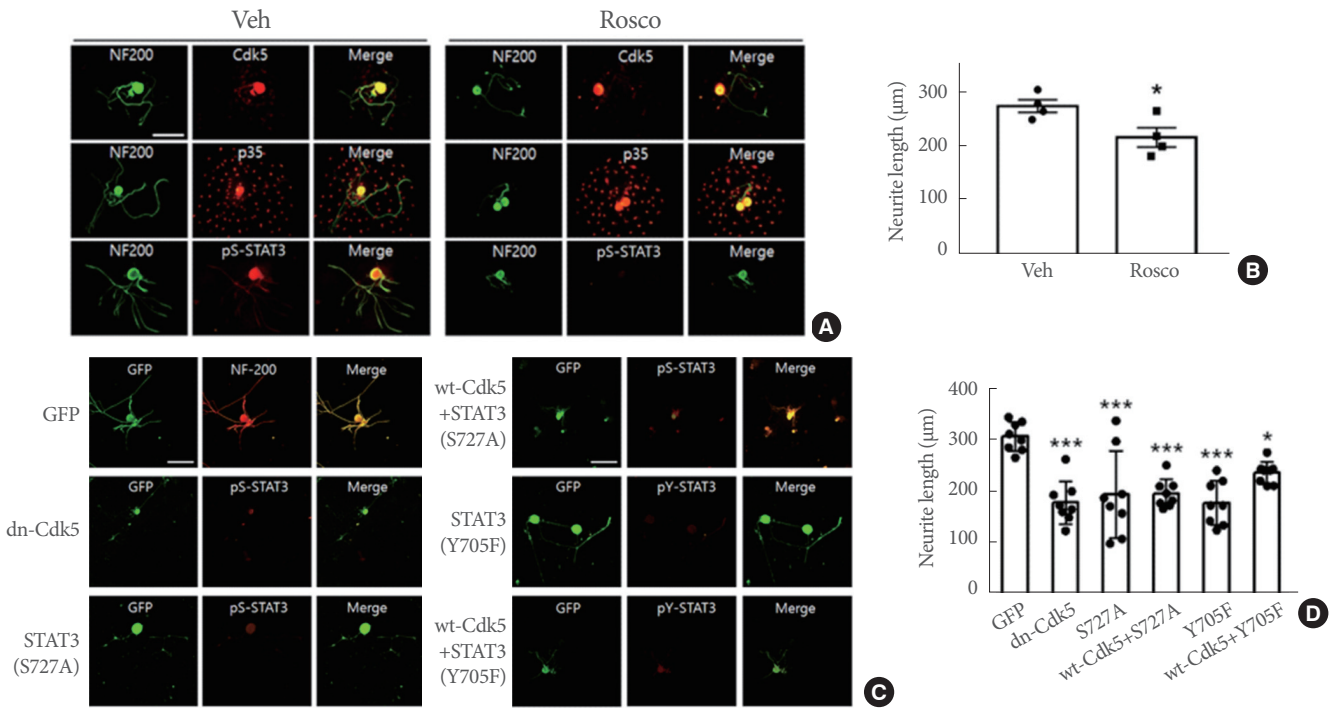 Veh
Rosco
NF200 Cdk5 Merge
NF200 Cdk5 Merge
NF200 p35 Merge
NF200 p35 Merge
NF200 pS-STAT3 Merge
NF200 pS-STAT3 Merge
A
Neurite length (μm)
300
200
100
0
*
Veh Rosco
B
GFP
GFP NF-200 Merge
dn-Cdk5
pS-STAT3 Merge
GFP pS-STAT3 Merge
STAT3
(S727A)
wt-Cdk5
+STAT3
(S727A)
GFP pS-STAT3 Merge
STAT3
(Y705F)
GFP pY-STAT3 Merge
wt-Cdk5
+STAT3
(Y705F)
GFP pY-STAT3 Merge
C
Neurite length (μm)
400
300
200
100
0
*** *** *** *** *
GFP
dn-Cdk5
S727A
wt-Cdk5+S727A
Y705F
wt-Cdk5+Y705F
D